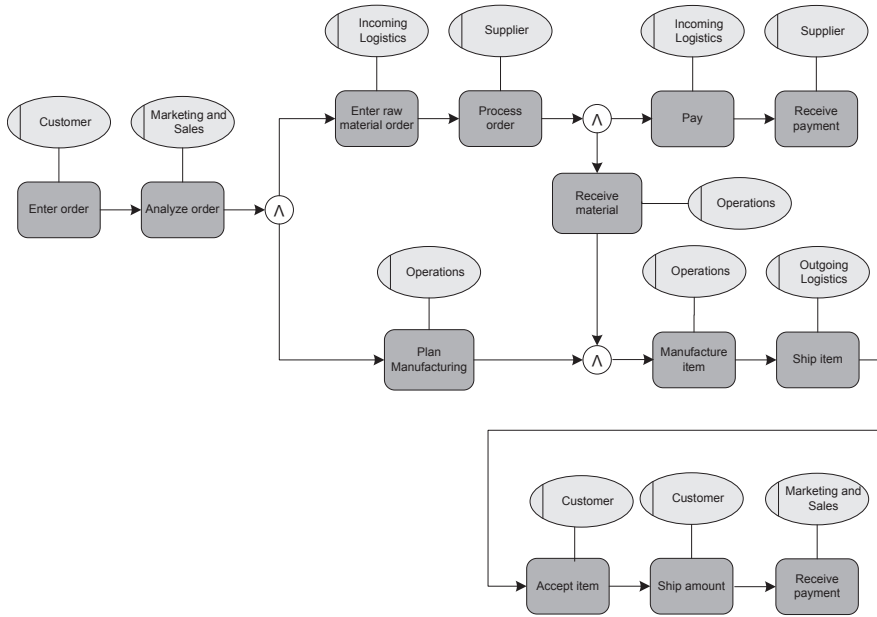 Incoming
Logistics
Supplier
Incoming
Logistics
Supplier
Enter raw
material order
Process
order
Λ
Pay
Receive
payment
Customer
Marketing and
Sales
Enter order
Analyze order
Λ
Receive
material
Operations
Operations
Operations
Outgoing
Logistics
Plan
Manufacturing
Λ
Manufacture
item
Ship item
Customer
Customer
Marketing and
Sales
Accept item
Ship amount
Receive
payment